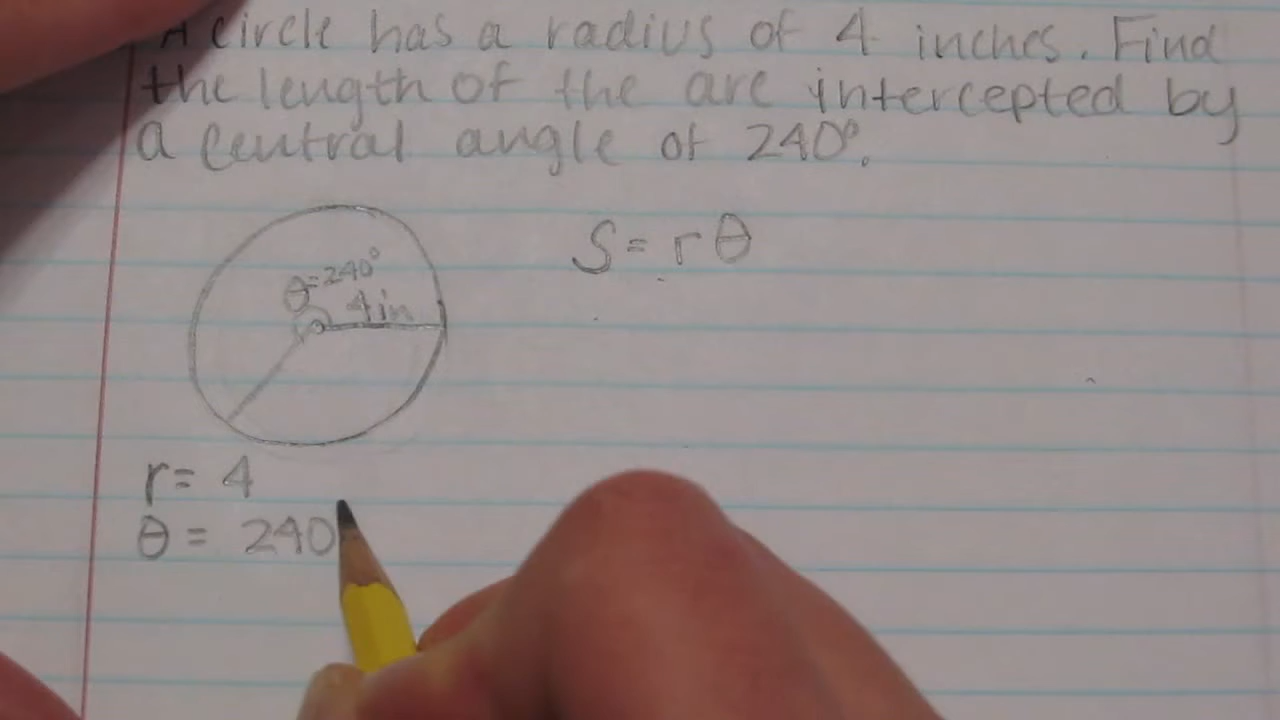 A circle has a radius of 4 inches. Find
the length of the arc intercepted by
a central angle of 240°.
S = rθ
θ=240°
4in
r= 4
θ = 240